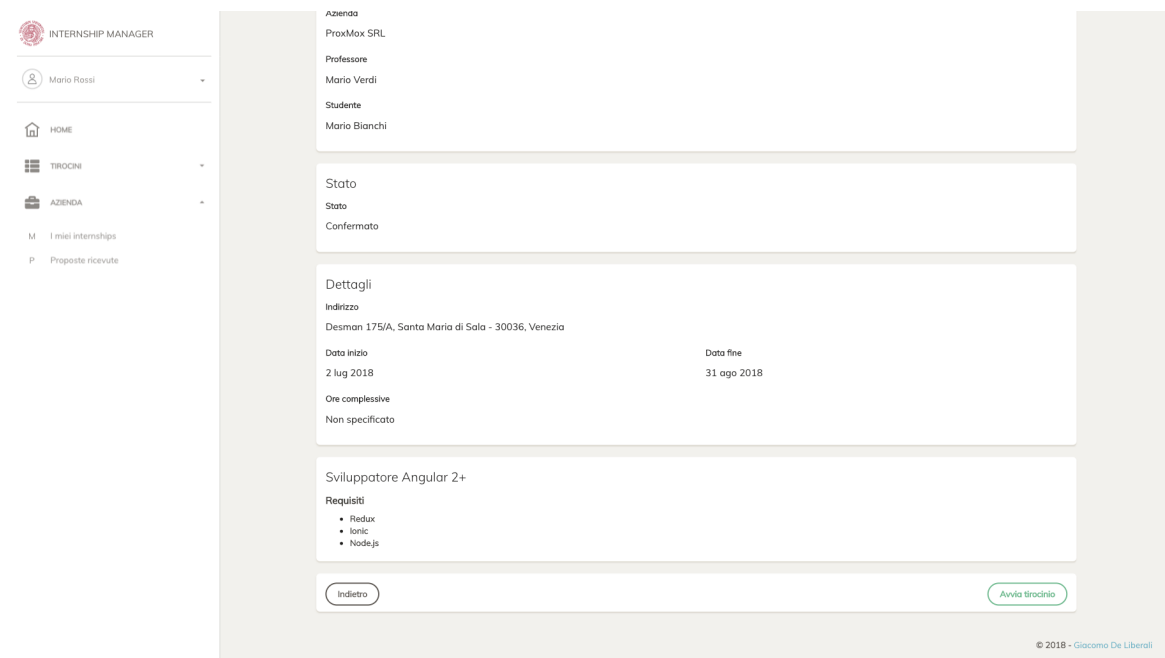 INTERNSHIP MANAGER
Mario Rossi
HOME
TIROCINI
AZIENDA
M I miei internships
P Proposte ricevute
Azienda
ProxMox SRL
Professore
Mario Verdi
Studente
Mario Bianchi
Stato
Stato
Confermato
Dettagli
Indirizzo
Desman 175/A, Santa Maria di Sala - 30036, Venezia
Data inizio Data fine
2 lug 2018 31 ago 2018
Ore complessive
Non specificato
Sviluppatore Angular 2+
Requisiti
• Redux
• Ionic
• Node.js
Indietro Avvia tirocinio
© 2018 - Giacomo De Liberali